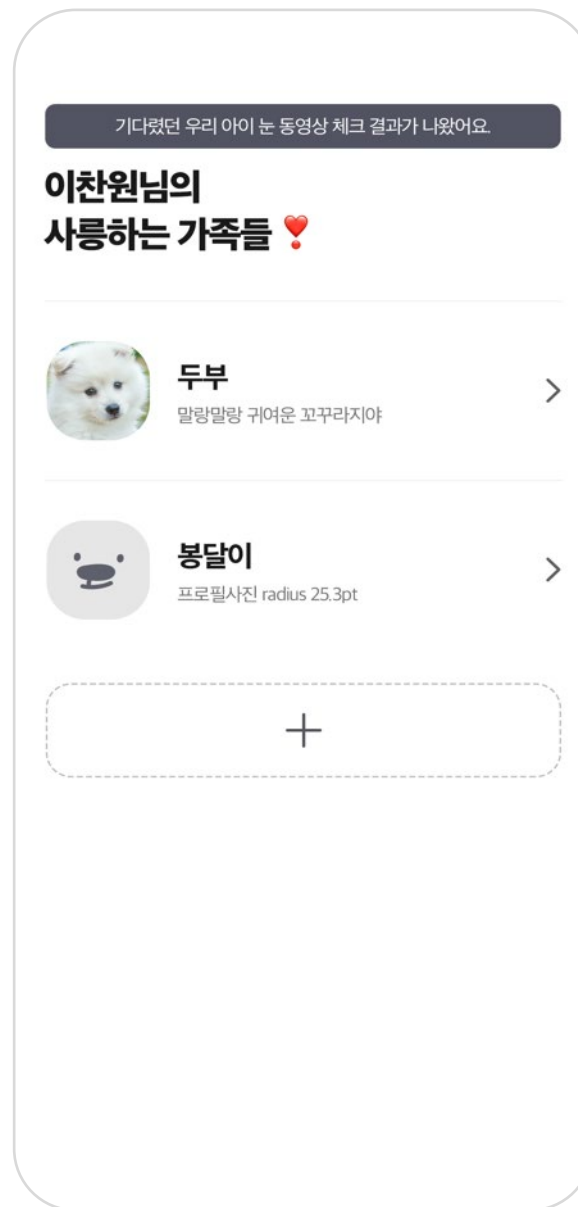 기다렸던 우리 아이 눈 동영상 체크 결과가 나왔어요.
이찬원님의
사릉하는 가족들 ❣️
두부
말랑말랑 귀여운 꼬꾸라지야
봉달이
프로필사진 radius 25.3pt